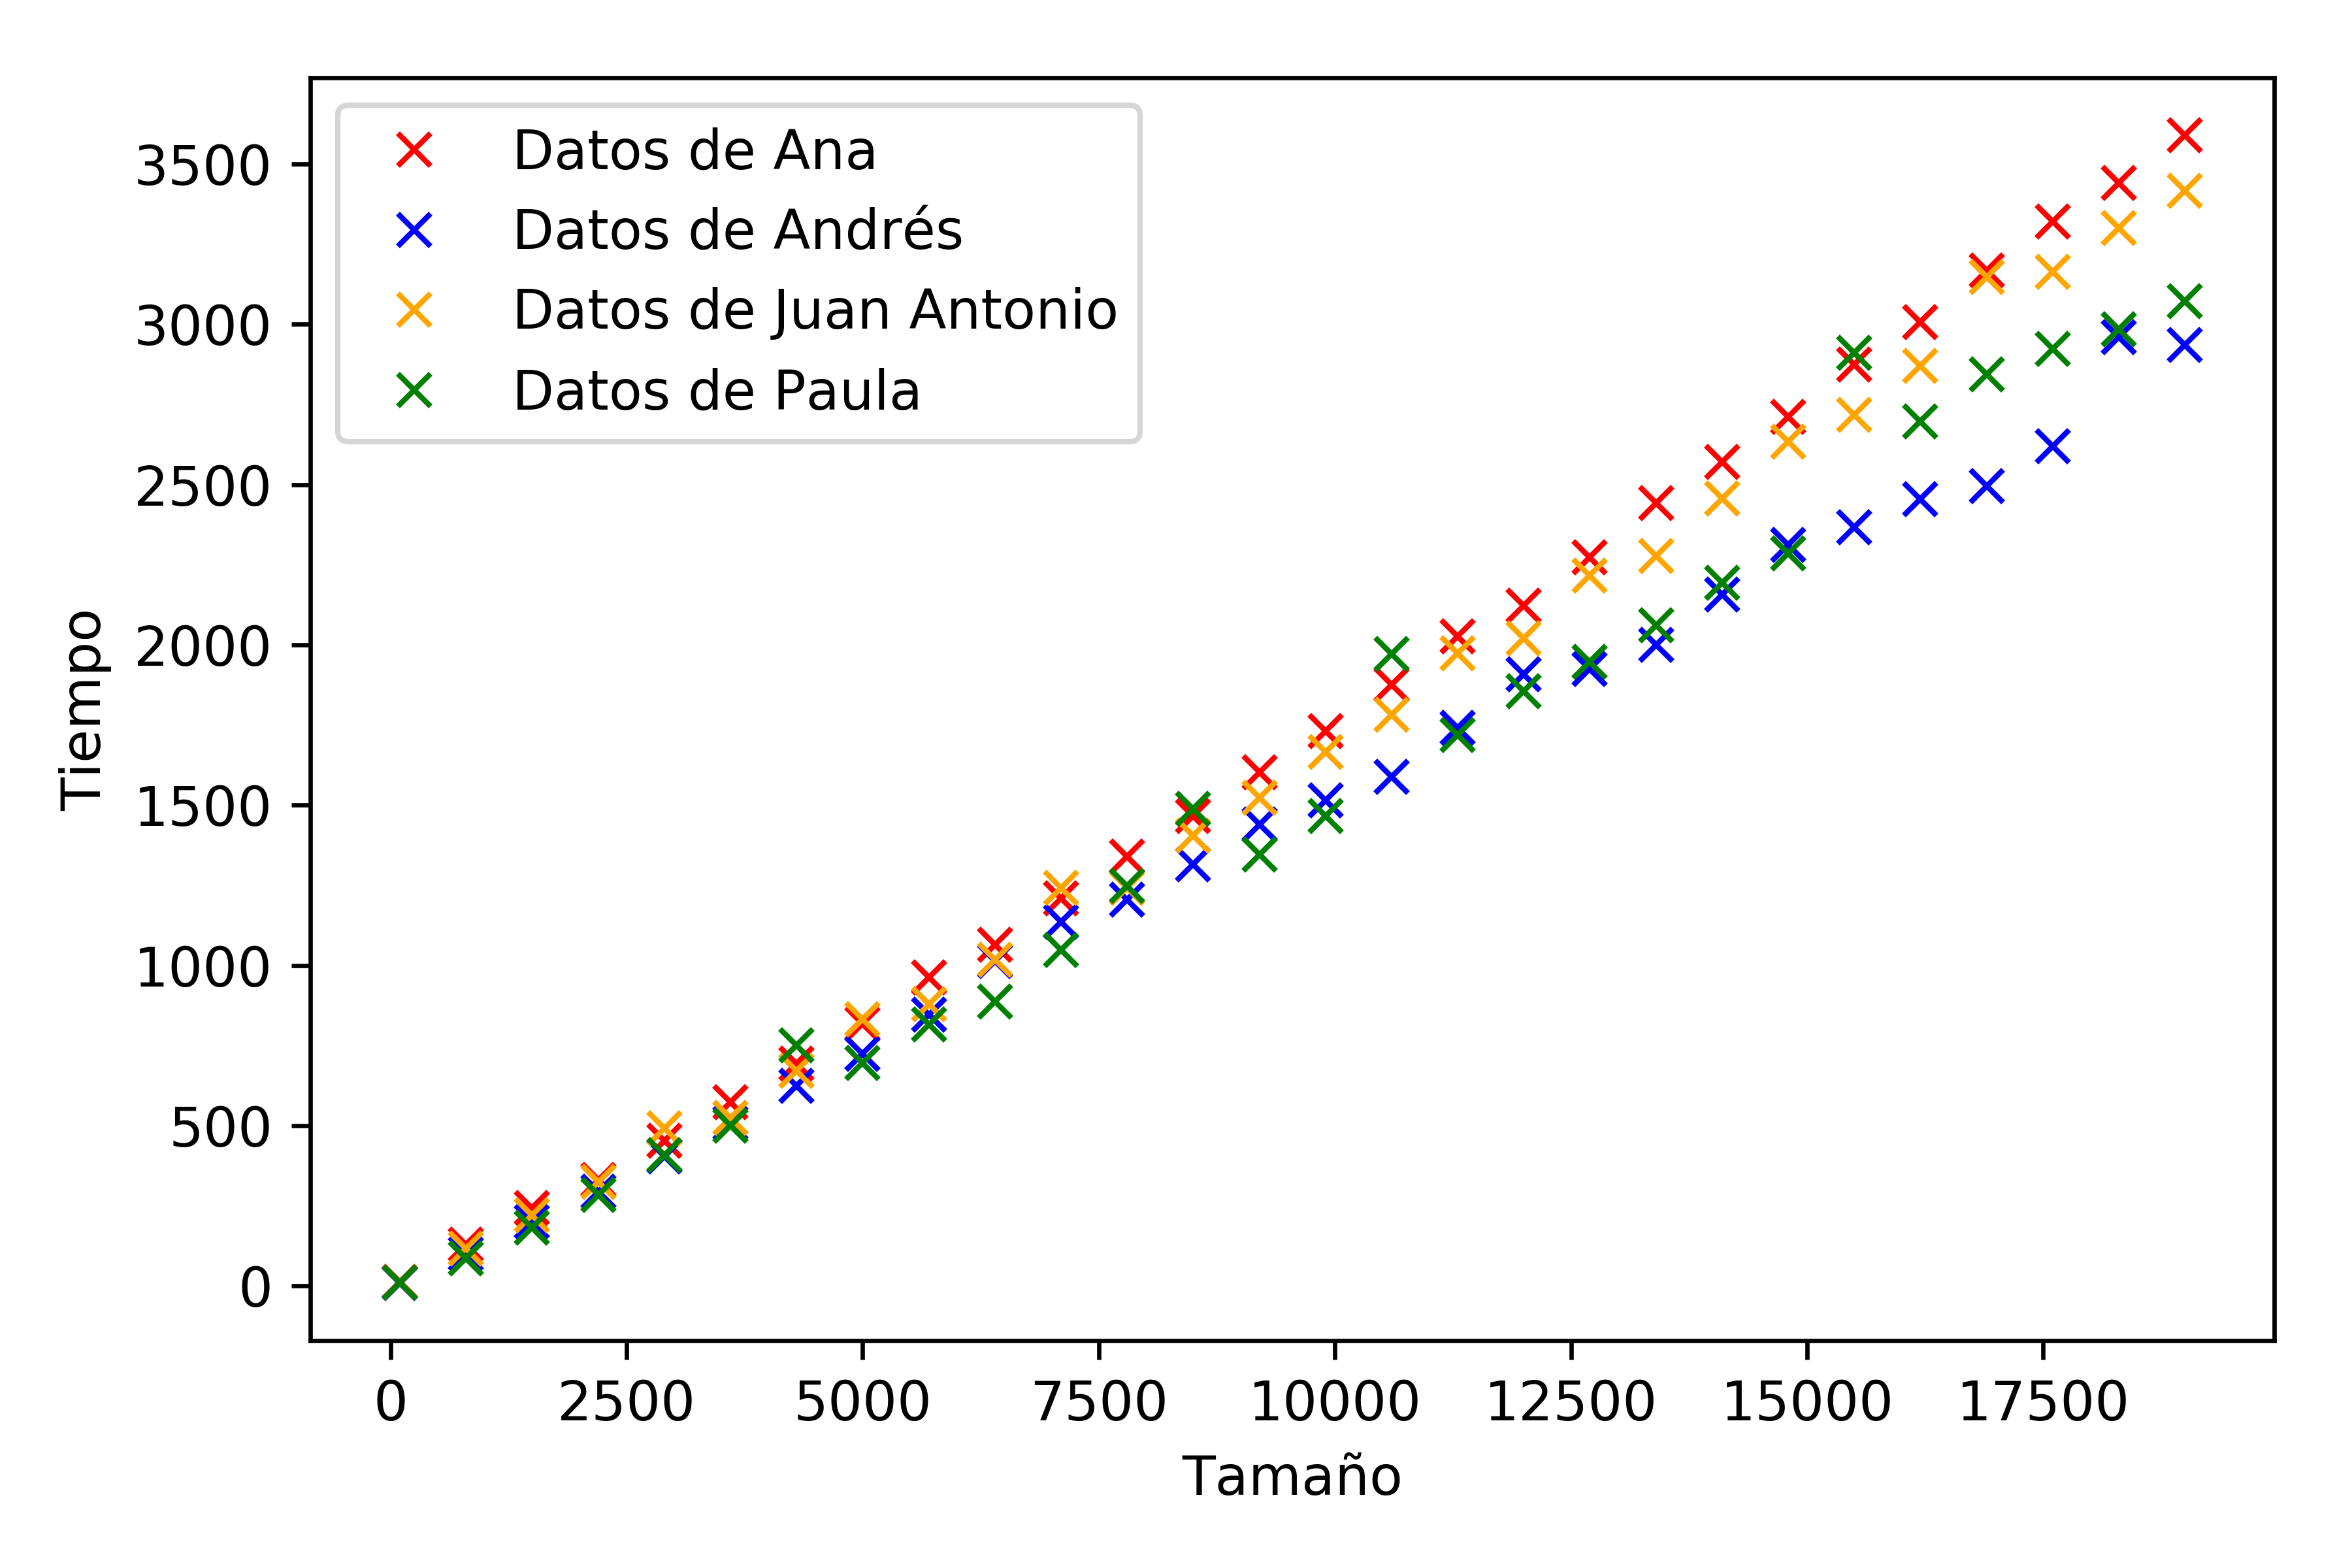 Datos de Ana
Datos de Andrés
Datos de Juan Antonio
Datos de Paula
3500
3000
2500
2000
1500
1000
500
0
Tiempo
0 2500 5000 7500 10000 12500 15000 17500
Tamaño